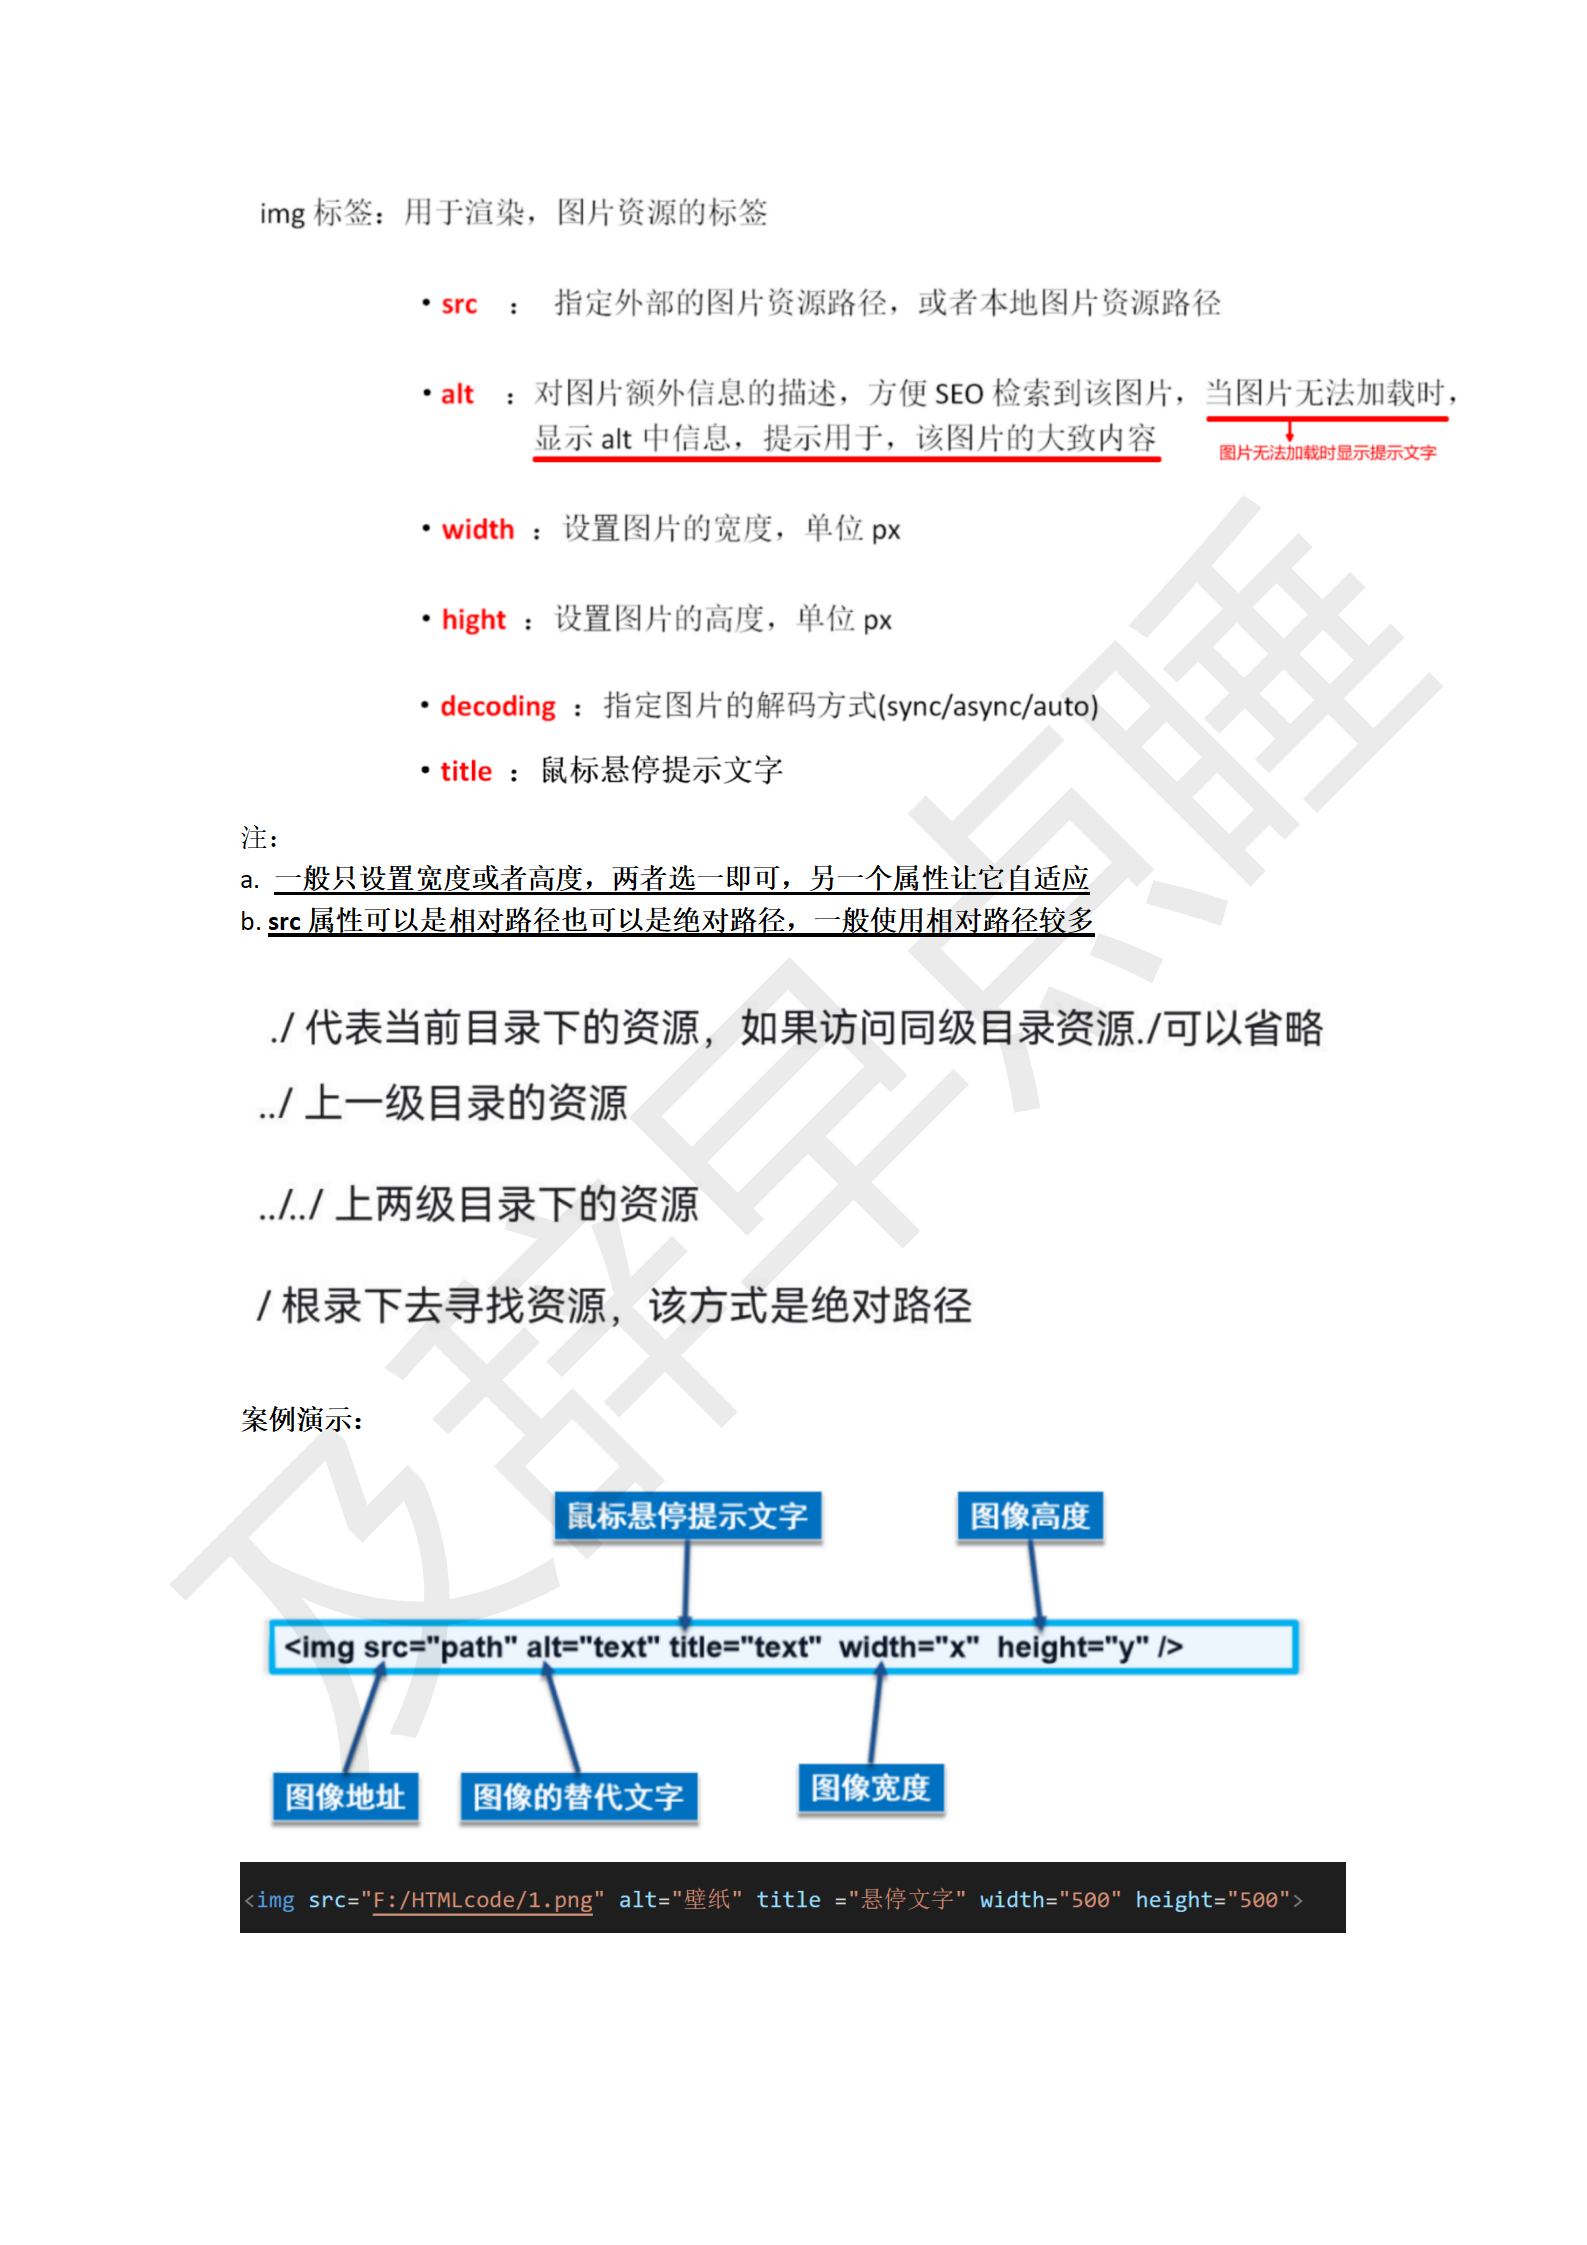 img 标签：用于渲染，图片资源的标签
• src ： 指定外部的图片资源路径，或者本地图片资源路径
• alt ：对图片额外信息的描述，方便 SEO 检索到该图片，当图片无法加载时，
显示 alt 中信息，提示用于，该图片的大致内容
图片无法加载时显示提示文字
• width ：设置图片的宽度，单位 px
• hight ：设置图片的高度，单位 px
• decoding ：指定图片的解码方式(sync/async/auto)
• title ：鼠标悬停提示文字
注：
a. 一般只设置宽度或者高度，两者选一即可，另一个属性让它自适应
b. src 属性可以是相对路径也可以是绝对路径，一般使用相对路径较多
./ 代表当前目录下的资源，如果访问同级目录资源./可以省略
../ 上一级目录的资源
../../ 上两级目录下的资源
/ 根录下去寻找资源，该方式是绝对路径
案例演示：
鼠标悬停提示文字 图像高度
<img src="path" alt="text" title="text" width="x" height="y" />
图像地址 图像的替代文字 图像宽度
<img src="F:/HTMLcode/1.png" alt="壁纸" title ="悬停文字" width="500" height="500">
及辞早点睡